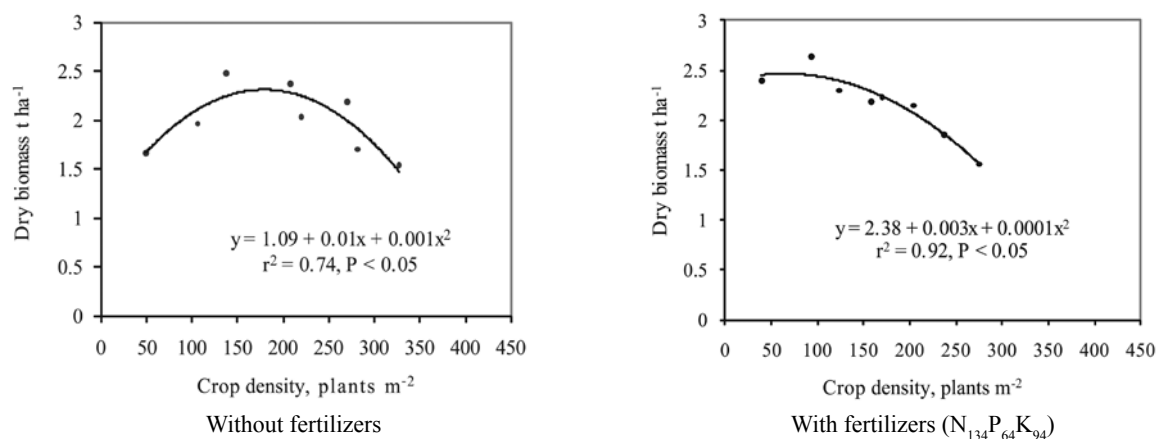 3
2.5
2
1.5
1
0.5
0
Dry biomass t ha⁻¹
y = 1.09 + 0.01x + 0.001x²
r² = 0.74, P < 0.05
0 50 100 150 200 250 300 350 400 450
Crop density, plants m⁻²
Without fertilizers
3
2.5
2
1.5
1
0.5
0
Dry biomass t ha⁻¹
y = 2.38 + 0.003x + 0.0001x²
r² = 0.92, P < 0.05
0 50 100 150 200 250 300 350 400 450
Crop density, plants m⁻²
With fertilizers (N₁₃₄P₆₄K₉₄)